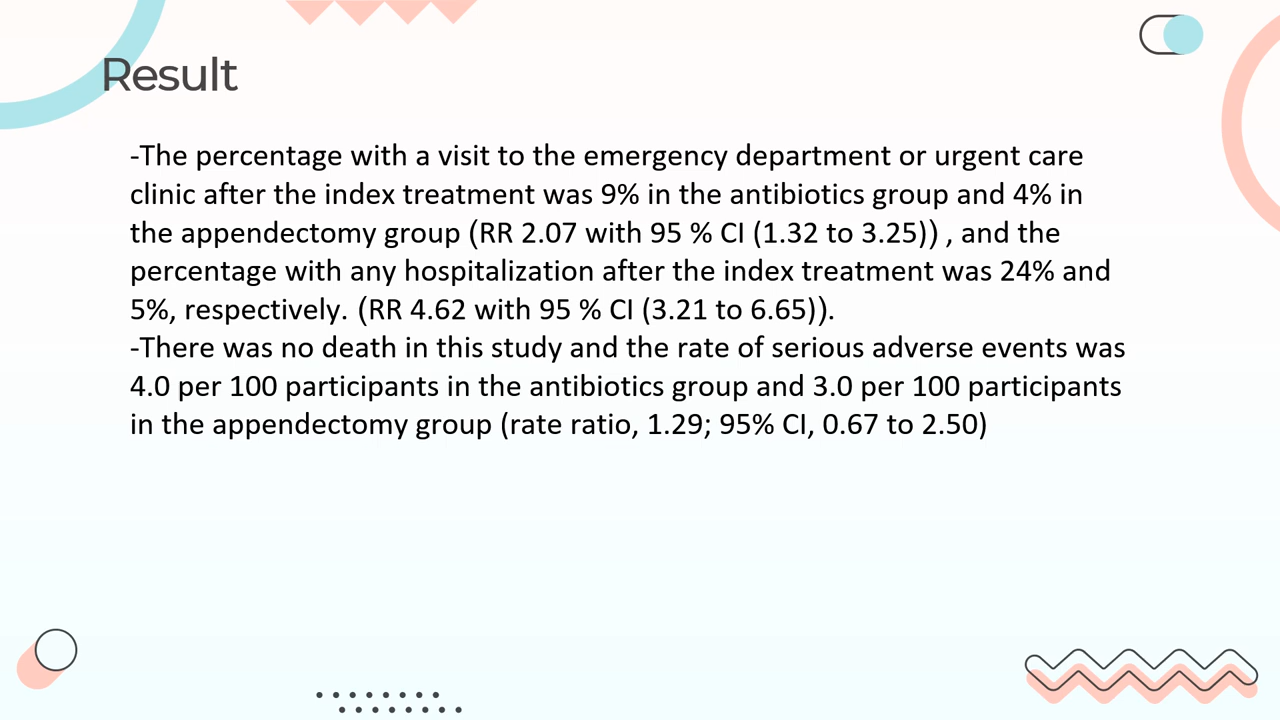 Result
-The percentage with a visit to the emergency department or urgent care
clinic after the index treatment was 9% in the antibiotics group and 4% in
the appendectomy group (RR 2.07 with 95 % CI (1.32 to 3.25)) , and the
percentage with any hospitalization after the index treatment was 24% and
5%, respectively. (RR 4.62 with 95 % CI (3.21 to 6.65)).
-There was no death in this study and the rate of serious adverse events was
4.0 per 100 participants in the antibiotics group and 3.0 per 100 participants
in the appendectomy group (rate ratio, 1.29; 95% CI, 0.67 to 2.50)